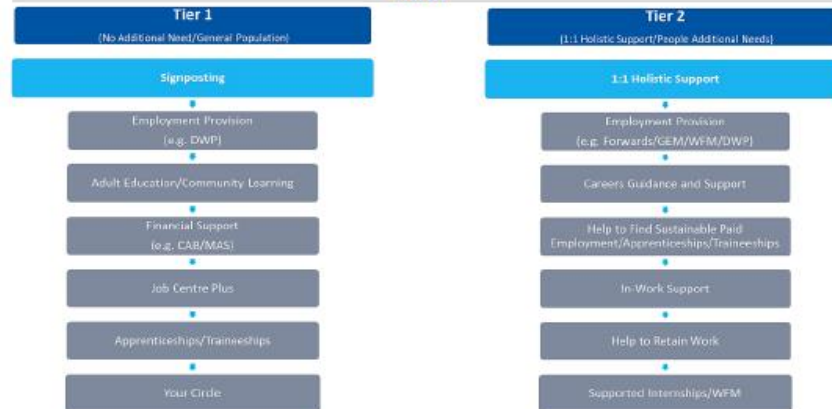 Tier 1
(No Additional Need/General Population)
Signposting
Employment Provision
(e.g. DWP)
Adult Education/Community Learning
Financial Support
(e.g. CAB/MAS)
Job Centre Plus
Apprenticeships/Traineeships
Your Circle
Tier 2
(1:1 Holistic Support/People Additional Needs)
1:1 Holistic Support
Employment Provision
(e.g. Forwards/GEM/WFM/DWP)
Careers Guidance and Support
Help to Find Sustainable Paid
Employment/Apprenticeships/Traineeships
In-Work Support
Help to Retain Work
Supported Internships/WFM